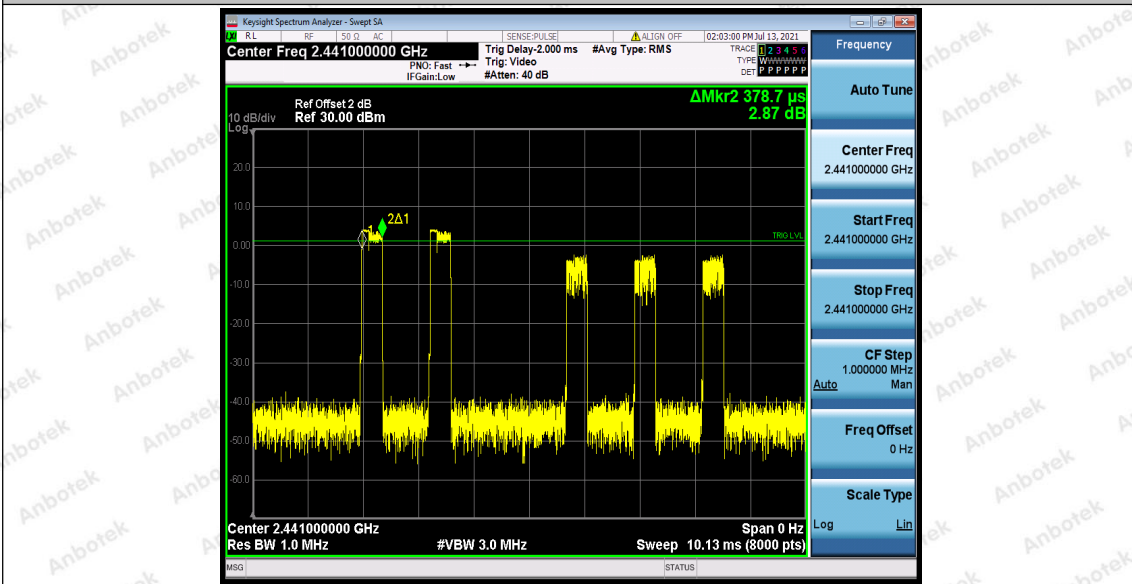 Keysight Spectrum Analyzer - Swept SA
RL RF 50 Ω AC SENSE:PULSE ALIGN OFF 02:03:00 PM Jul 13, 2021
Center Freq 2.441000000 GHz
PNO: Fast
IFGain:Low
Trig Delay-2.000 ms
Trig: Video
#Atten: 40 dB
#Avg Type: RMS
TRACE 1 2 3 4 5 6
TYPE WWWWWW
DET P P P P P P
Ref Offset 2 dB
10 dB/div Ref 30.00 dBm
Log
ΔMkr2 378.7 µs
2.87 dB
20.0
10.0
0.00
-10.0
-20.0
-30.0
-40.0
-50.0
-60.0
1
2Δ1
TRIG LVL
Center 2.441000000 GHz Span 0 Hz
Res BW 1.0 MHz #VBW 3.0 MHz Sweep 10.13 ms (8000 pts)
MSG STATUS
Frequency
Auto Tune
Center Freq
2.441000000 GHz
Start Freq
2.441000000 GHz
Stop Freq
2.441000000 GHz
CF Step
1.000000 MHz
Auto Man
Freq Offset
0 Hz
Scale Type
Log Lin
Anbotek